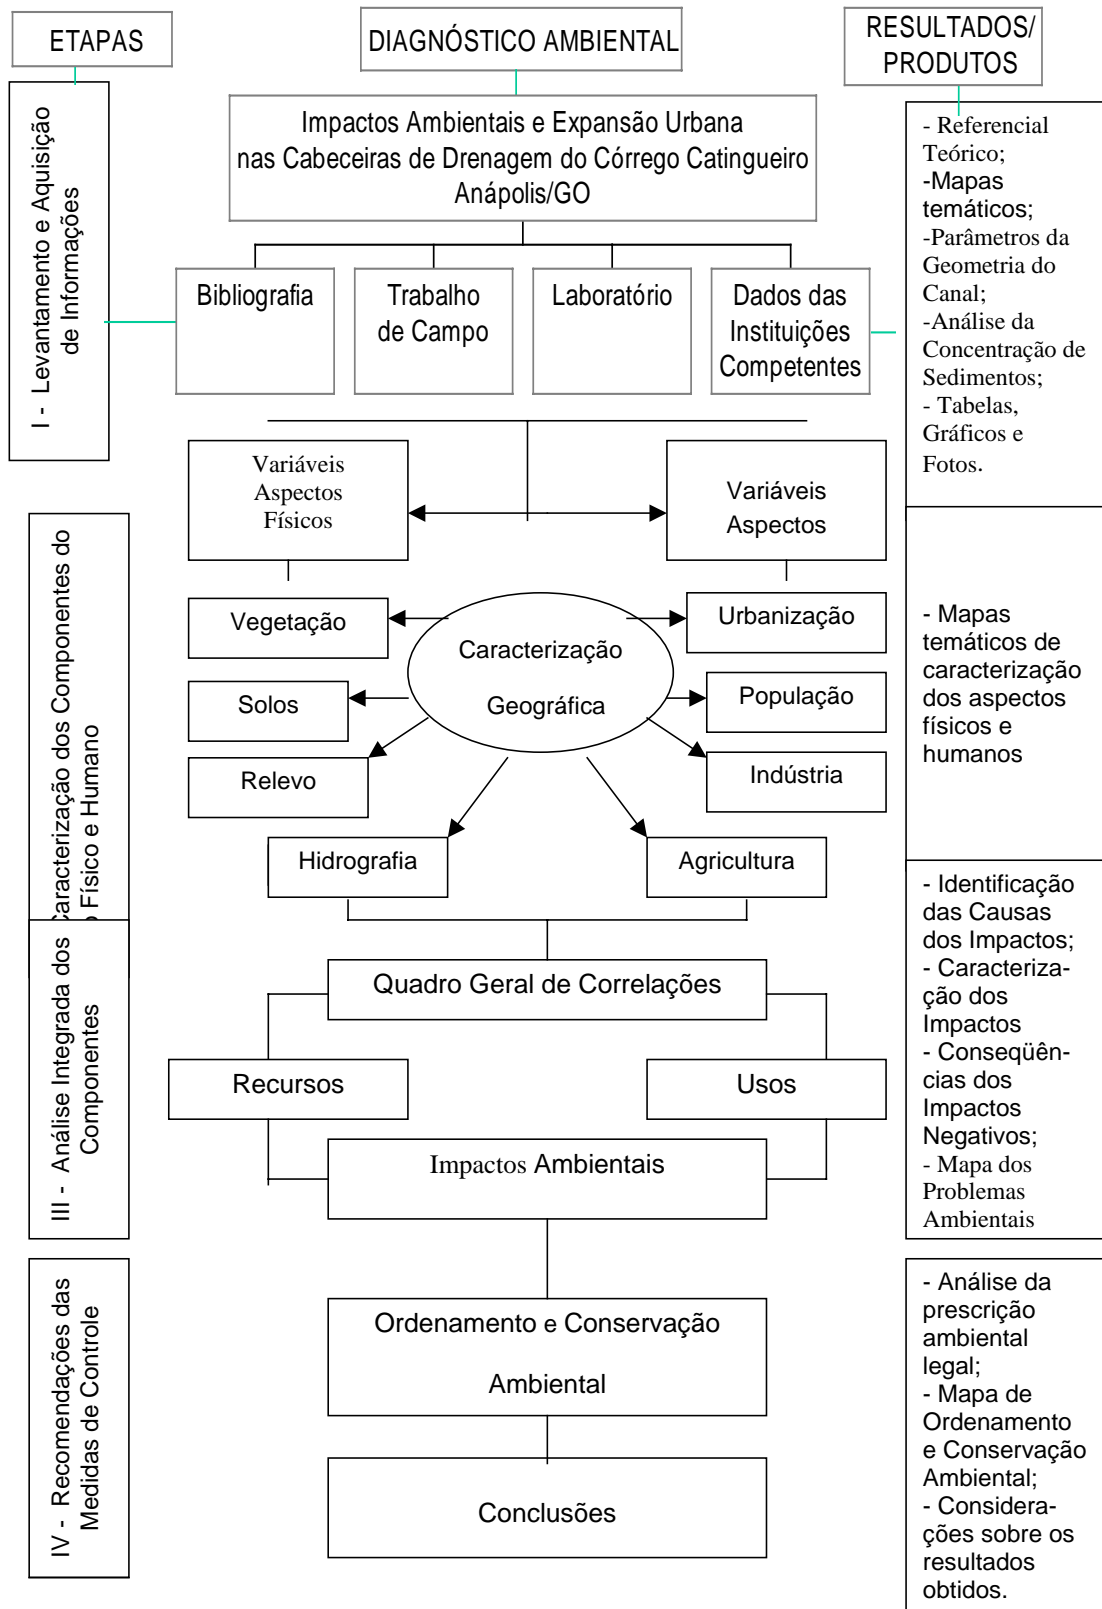 ETAPAS
DIAGNÓSTICO AMBIENTAL
RESULTADOS/
PRODUTOS
I - Levantamento e Aquisição
de Informações
Impactos Ambientais e Expansão Urbana
nas Cabeceiras de Drenagem do Córrego Catingueiro
Anápolis/GO
Bibliografia
Trabalho
de Campo
Laboratório
Dados das
Instituições
Competentes
- Referencial
Teórico;
-Mapas
temáticos;
-Parâmetros da
Geometria do
Canal;
-Análise da
Concentração de
Sedimentos;
- Tabelas,
Gráficos e
Fotos.
Caracterização dos Componentes do
Físico e Humano
Variáveis
Aspectos
Físicos
Variáveis
Aspectos
Vegetação
Solos
Relevo
Hidrografia
Caracterização
Geográfica
Urbanização
População
Indústria
Agricultura
- Mapas
temáticos de
caracterização
dos aspectos
físicos e
humanos
III - Análise Integrada dos
Componentes
Quadro Geral de Correlações
Recursos
Usos
Impactos Ambientais
- Identificação
das Causas
dos Impactos;
- Caracteriza-
ção dos
Impactos
- Conseqüên-
cias dos
Impactos
Negativos;
- Mapa dos
Problemas
Ambientais
IV - Recomendações das
Medidas de Controle
Ordenamento e Conservação
Ambiental
Conclusões
- Análise da
prescrição
ambiental
legal;
- Mapa de
Ordenamento
e Conservação
Ambiental;
- Considera-
ções sobre os
resultados
obtidos.